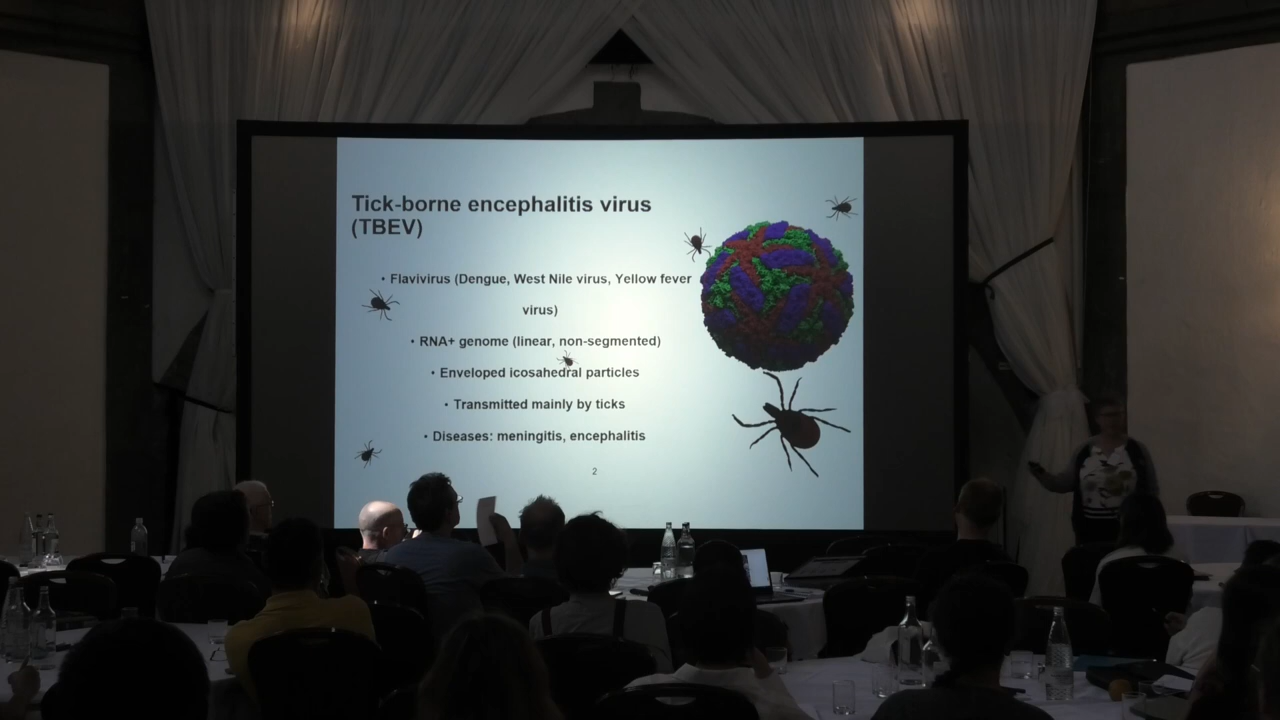 Tick-borne encephalitis virus
(TBEV)
• Flavivirus (Dengue, West Nile virus, Yellow fever
virus)
• RNA+ genome (linear, non-segmented)
• Enveloped icosahedral particles
• Transmitted mainly by ticks
• Diseases: meningitis, encephalitis
2